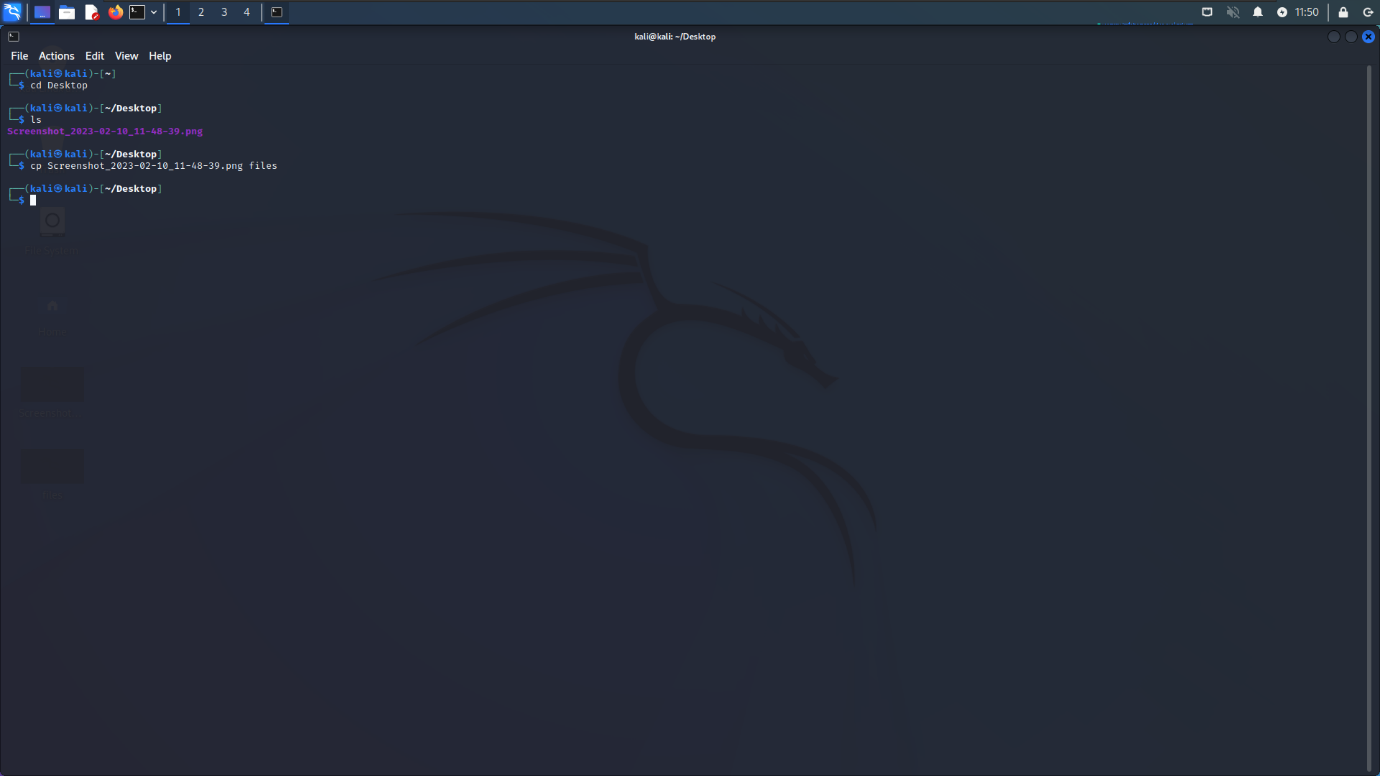 1 2 3 4
11:50
kali@kali: ~/Desktop
File Actions Edit View Help
┌──(kali㉿kali)-[~]
└─$ cd Desktop
┌──(kali㉿kali)-[~/Desktop]
└─$ ls
Screenshot_2023-02-10_11-48-39.png
┌──(kali㉿kali)-[~/Desktop]
└─$ cp Screenshot_2023-02-10_11-48-39.png files
┌──(kali㉿kali)-[~/Desktop]
└─$
Home